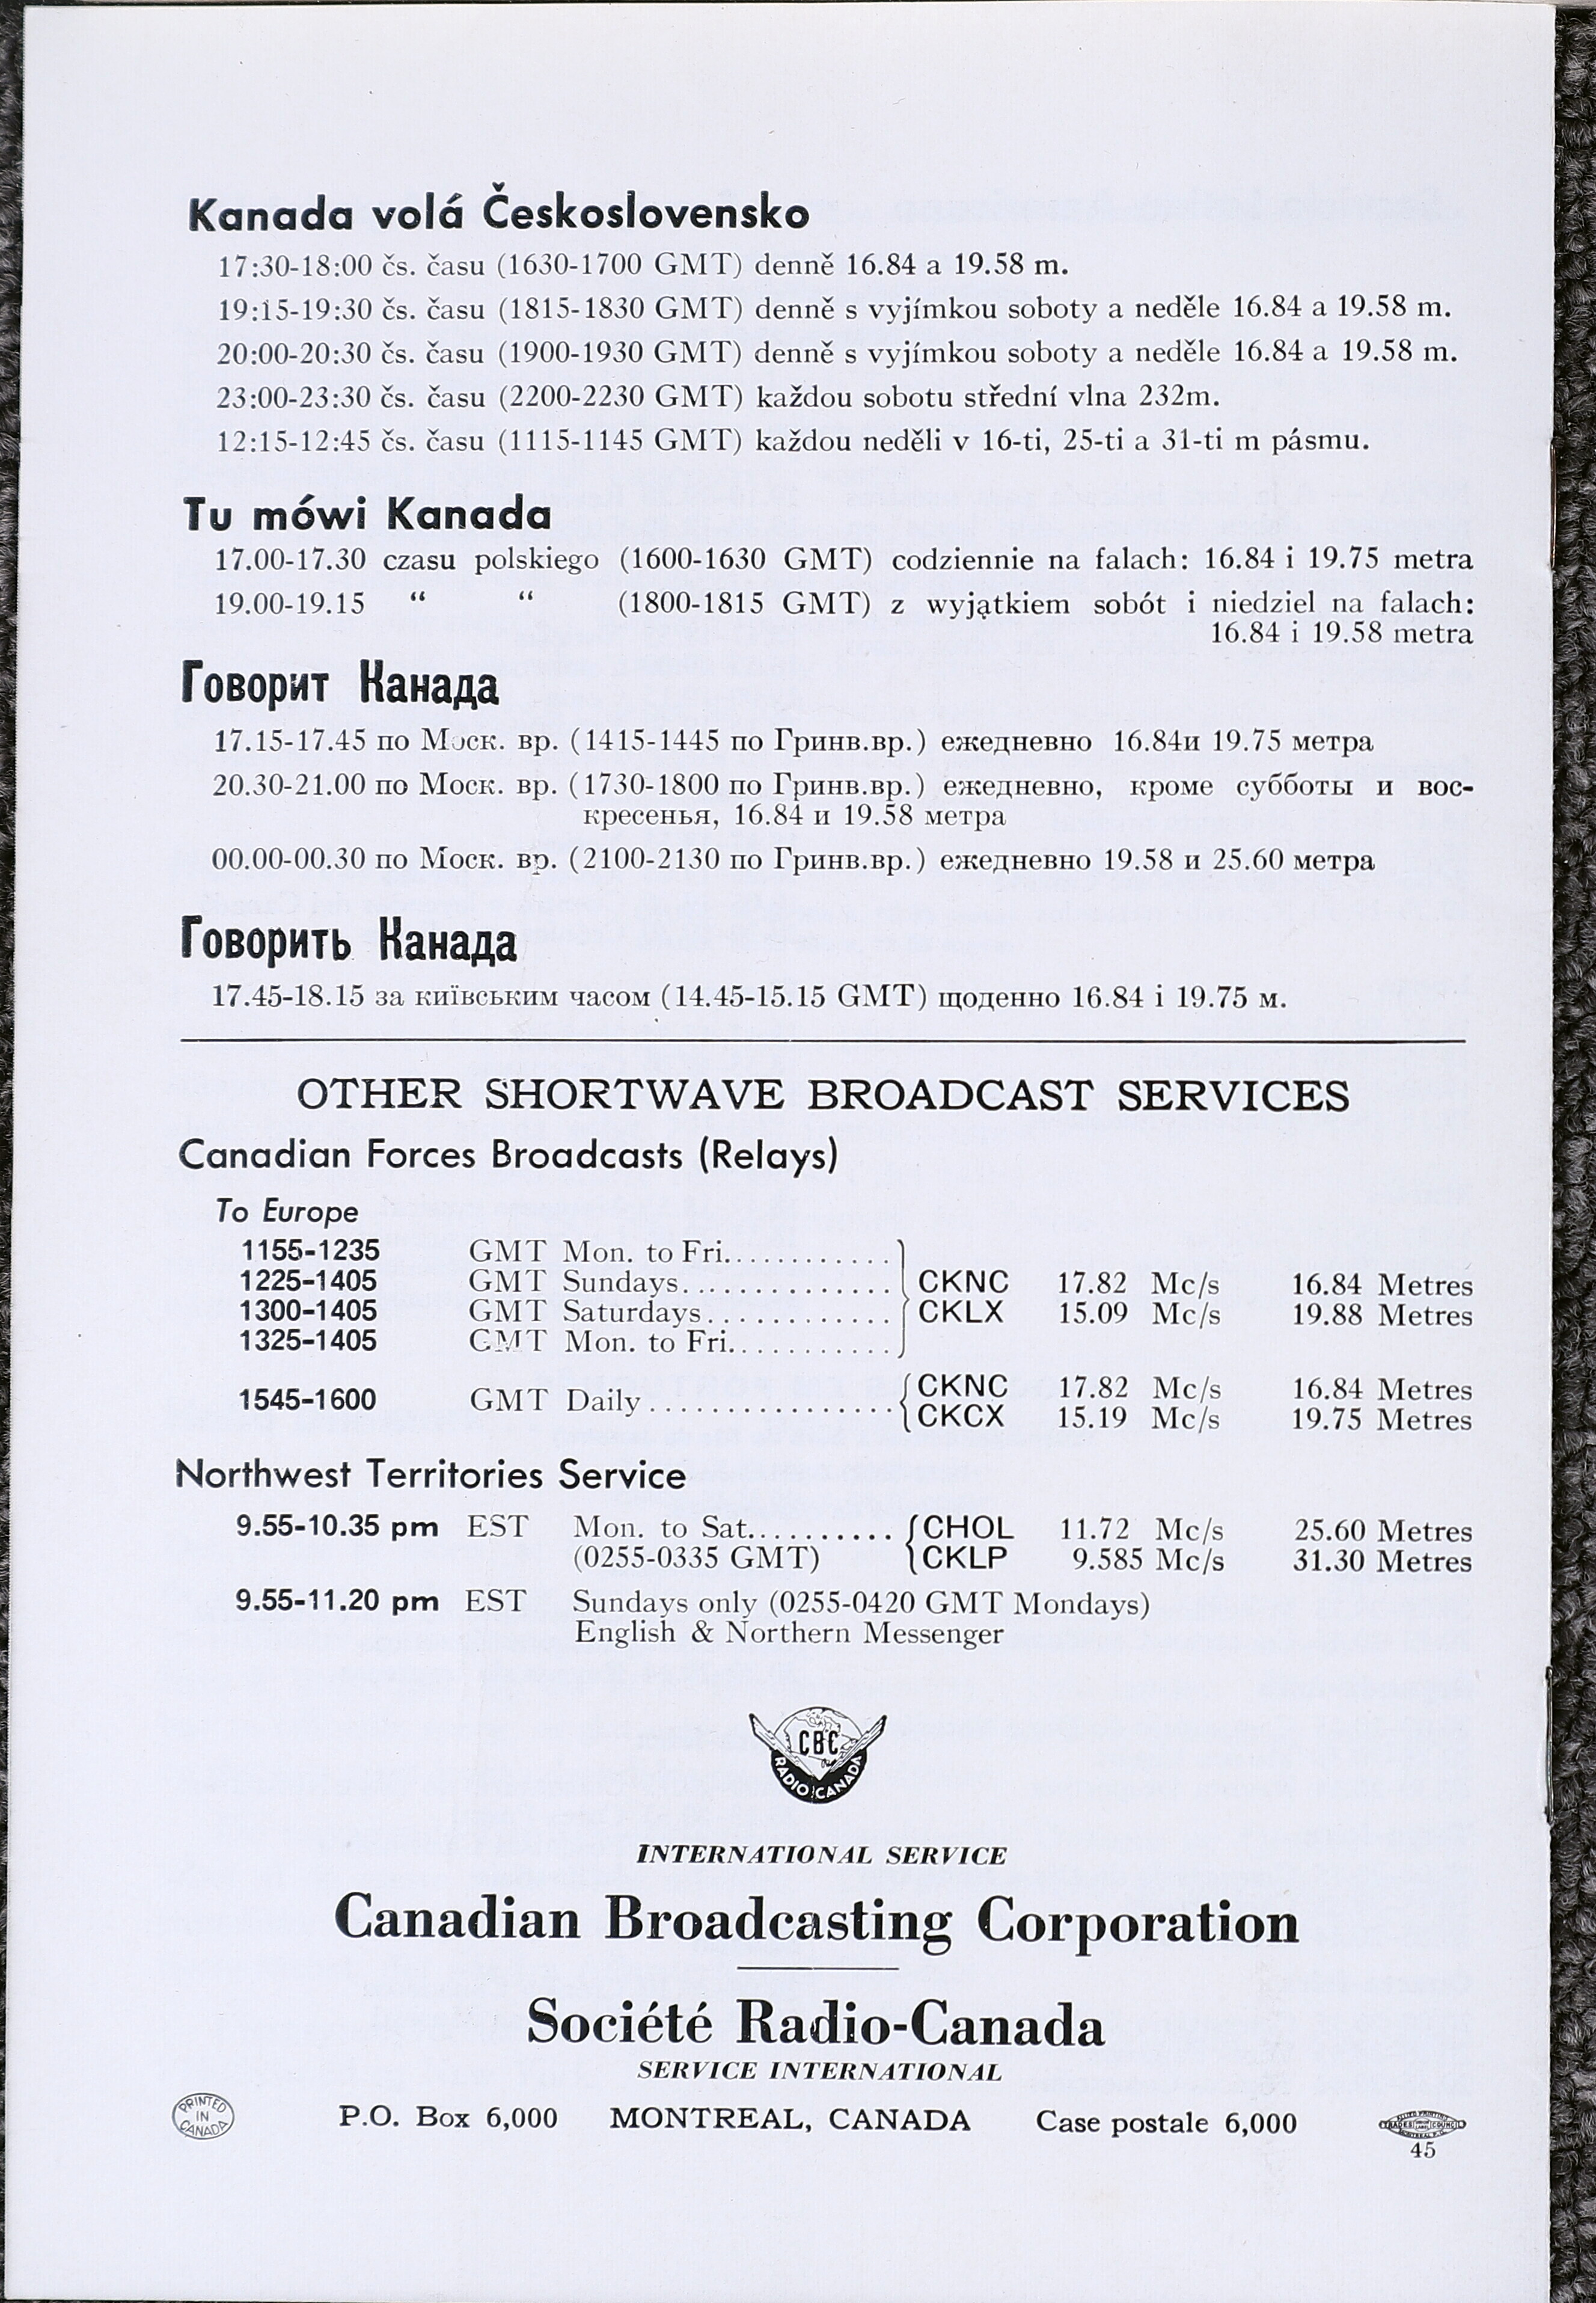 Kanada volá Československo
17:30-18:00 čs. času (1630-1700 GMT) denně 16.84 a 19.58 m.
19:15-19:30 čs. času (1815-1830 GMT) denně s vyjímkou soboty a neděle 16.84 a 19.58 m.
20:00-20:30 čs. času (1900-1930 GMT) denně s vyjímkou soboty a neděle 16.84 a 19.58 m.
23:00-23:30 čs. času (2200-2230 GMT) každou sobotu střední vlna 232m.
12:15-12:45 čs. času (1115-1145 GMT) každou neděli v 16-ti, 25-ti a 31-ti m pásmu.
Tu mówi Kanada
17.00-17.30 czasu polskiego (1600-1630 GMT) codziennie na falach: 16.84 i 19.75 metra
19.00-19.15 “ “ (1800-1815 GMT) z wyjątkiem sobót i niedziel na falach:
16.84 i 19.58 metra
Говорит Канада
17.15-17.45 по Моск. вр. (1415-1445 по Гринв.вр.) ежедневно 16.84и 19.75 метра
20.30-21.00 по Моск. вр. (1730-1800 по Гринв.вр.) ежедневно, кроме субботы и вос-
кресенья, 16.84 и 19.58 метра
00.00-00.30 по Моск. вр. (2100-2130 по Гринв.вр.) ежедневно 19.58 и 25.60 метра
Говорить Канада
17.45-18.15 за київським часом (14.45-15.15 GMT) щоденно 16.84 і 19.75 м.
OTHER SHORTWAVE BROADCAST SERVICES
Canadian Forces Broadcasts (Relays)
To Europe
1155-1235 GMT Mon. to Fri............
1225-1405 GMT Sundays.............. CKNC 17.82 Mc/s 16.84 Metres
1300-1405 GMT Saturdays............ CKLX 15.09 Mc/s 19.88 Metres
1325-1405 GMT Mon. to Fri...........
1545-1600 GMT Daily................ CKNC 17.82 Mc/s 16.84 Metres
CKCX 15.19 Mc/s 19.75 Metres
Northwest Territories Service
9.55-10.35 pm EST Mon. to Sat.......... CHOL 11.72 Mc/s 25.60 Metres
(0255-0335 GMT) CKLP 9.585 Mc/s 31.30 Metres
9.55-11.20 pm EST Sundays only (0255-0420 GMT Mondays)
English & Northern Messenger
CBC
RADIO CANADA
INTERNATIONAL SERVICE
Canadian Broadcasting Corporation
Société Radio-Canada
SERVICE INTERNATIONAL
PRINTED
IN
CANADA
P.O. Box 6,000 MONTREAL, CANADA Case postale 6,000
ALLIED PRINTING
TRADES COUNCIL
45